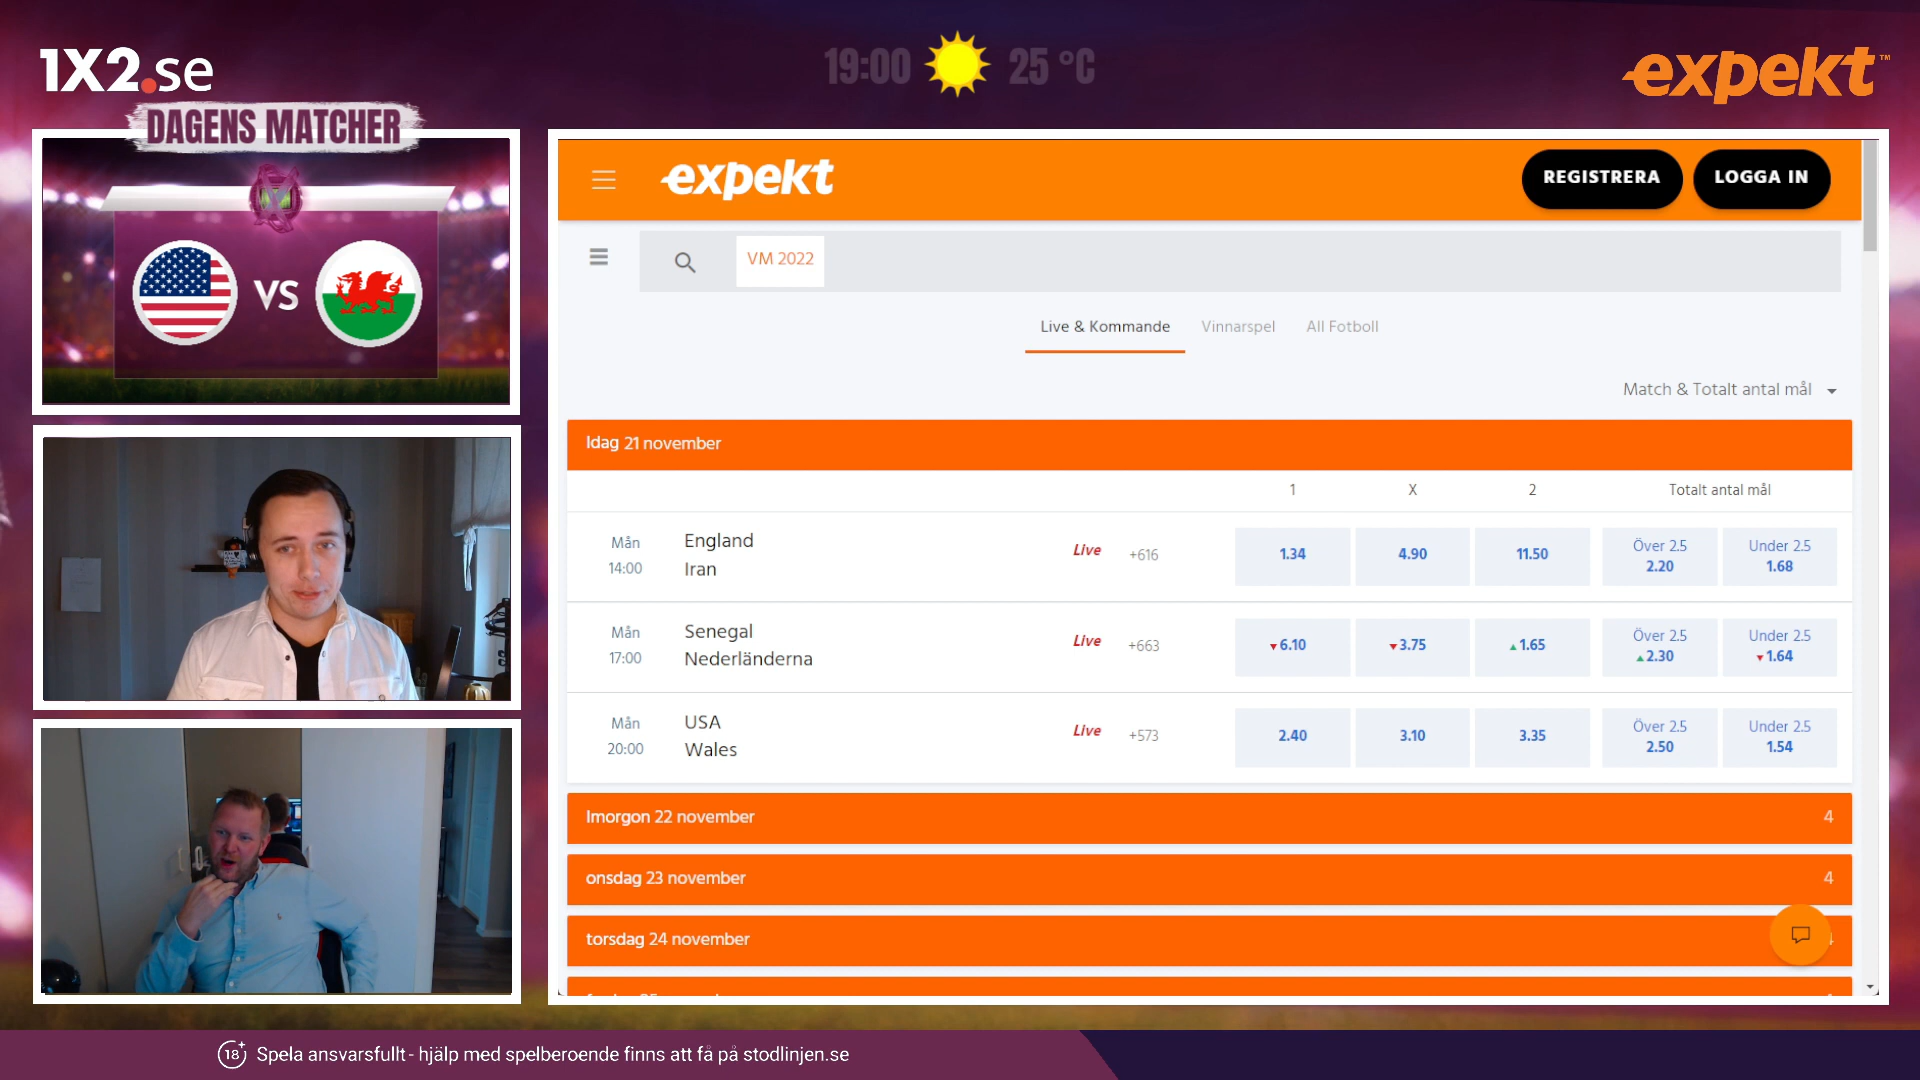 1X2.se
19:00 25 °C
expekt™
DAGENS MATCHER
VS
expekt
REGISTRERA
LOGGA IN
VM 2022
Live & Kommande
Vinnarspel
All Fotboll
Match & Totalt antal mål
Idag 21 november
1 X 2 Totalt antal mål
Mån
14:00
England
Iran
Live
+616
1.34
4.90
11.50
Över 2.5
2.20
Under 2.5
1.68
Mån
17:00
Senegal
Nederländerna
Live
+663
6.10
3.75
1.65
Över 2.5
2.30
Under 2.5
1.64
Mån
20:00
USA
Wales
Live
+573
2.40
3.10
3.35
Över 2.5
2.50
Under 2.5
1.54
Imorgon 22 november 4
onsdag 23 november 4
torsdag 24 november
18+ Spela ansvarsfullt - hjälp med spelberoende finns att få på stodlinjen.se